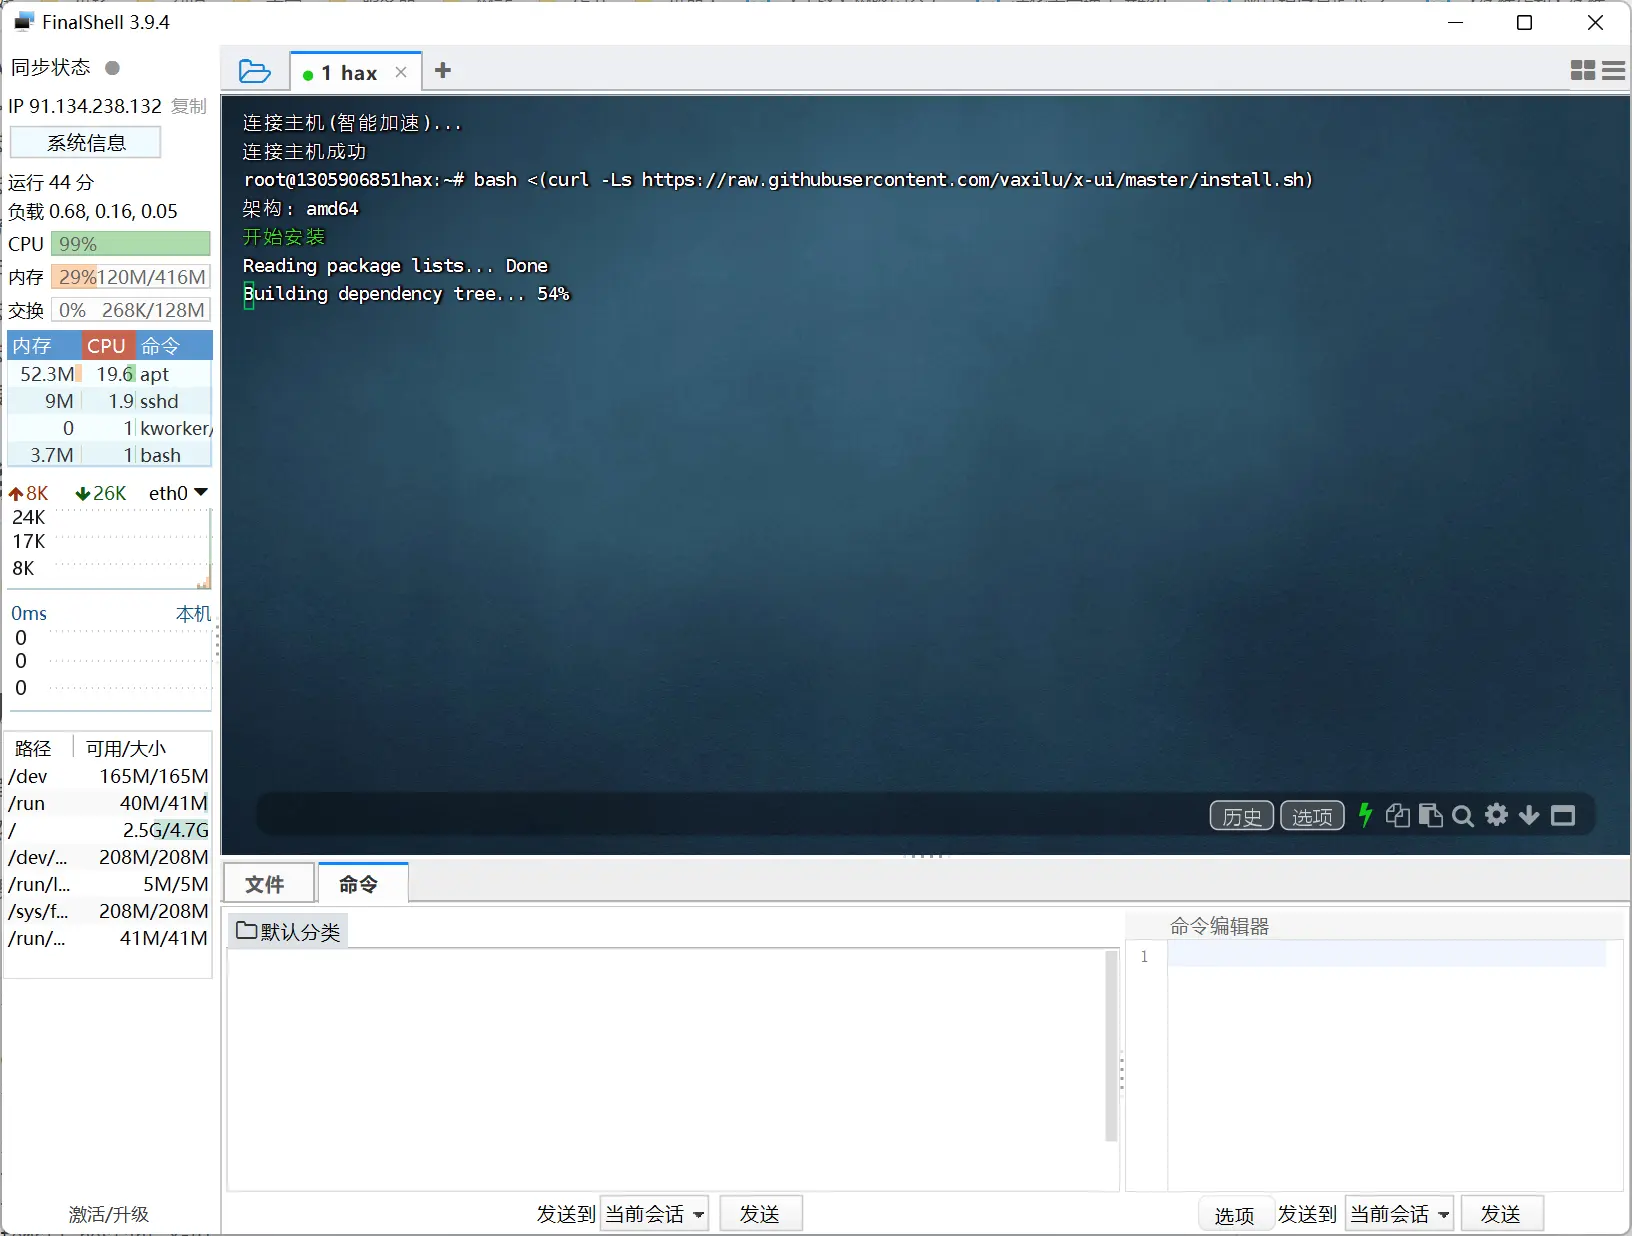 FinalShell 3.9.4
同步状态
IP 91.134.238.132 复制
系统信息
运行 44 分
负载 0.68, 0.16, 0.05
CPU 99%
内存 29% 120M/416M
交换 0% 268K/128M
内存 CPU 命令
52.3M 19.6 apt
9M 1.9 sshd
0 1 kworker/
3.7M 1 bash
8K 26K eth0
24K
17K
8K
0ms 本机
0
0
0
路径 可用/大小
/dev 165M/165M
/run 40M/41M
/ 2.5G/4.7G
/dev/... 208M/208M
/run/l... 5M/5M
/sys/f... 208M/208M
/run/... 41M/41M
激活/升级
1 hax
连接主机(智能加速)...
连接主机成功
root@1305906851hax:~# bash <(curl -Ls https://raw.githubusercontent.com/vaxilu/x-ui/master/install.sh)
架构: amd64
开始安装
Reading package lists... Done
Building dependency tree... 54%
历史 选项
文件 命令
默认分类
命令编辑器
1
发送到 当前会话 发送
选项 发送到 当前会话 发送